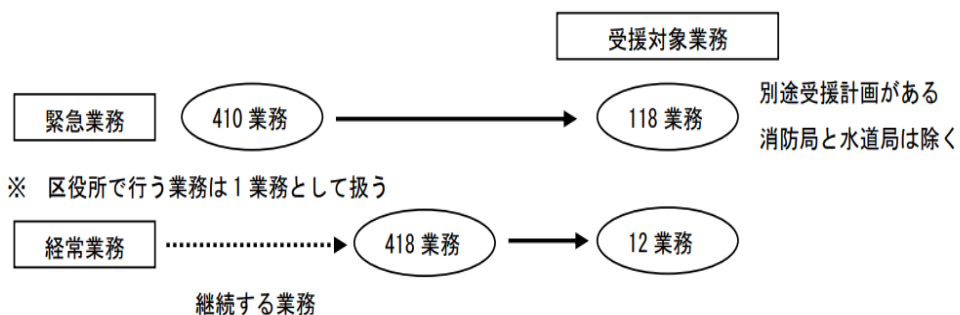 受援対象業務
緊急業務
410 業務
118 業務
別途受援計画がある
消防局と水道局は除く
※　区役所で行う業務は１業務として扱う
経常業務
418 業務
12 業務
継続する業務